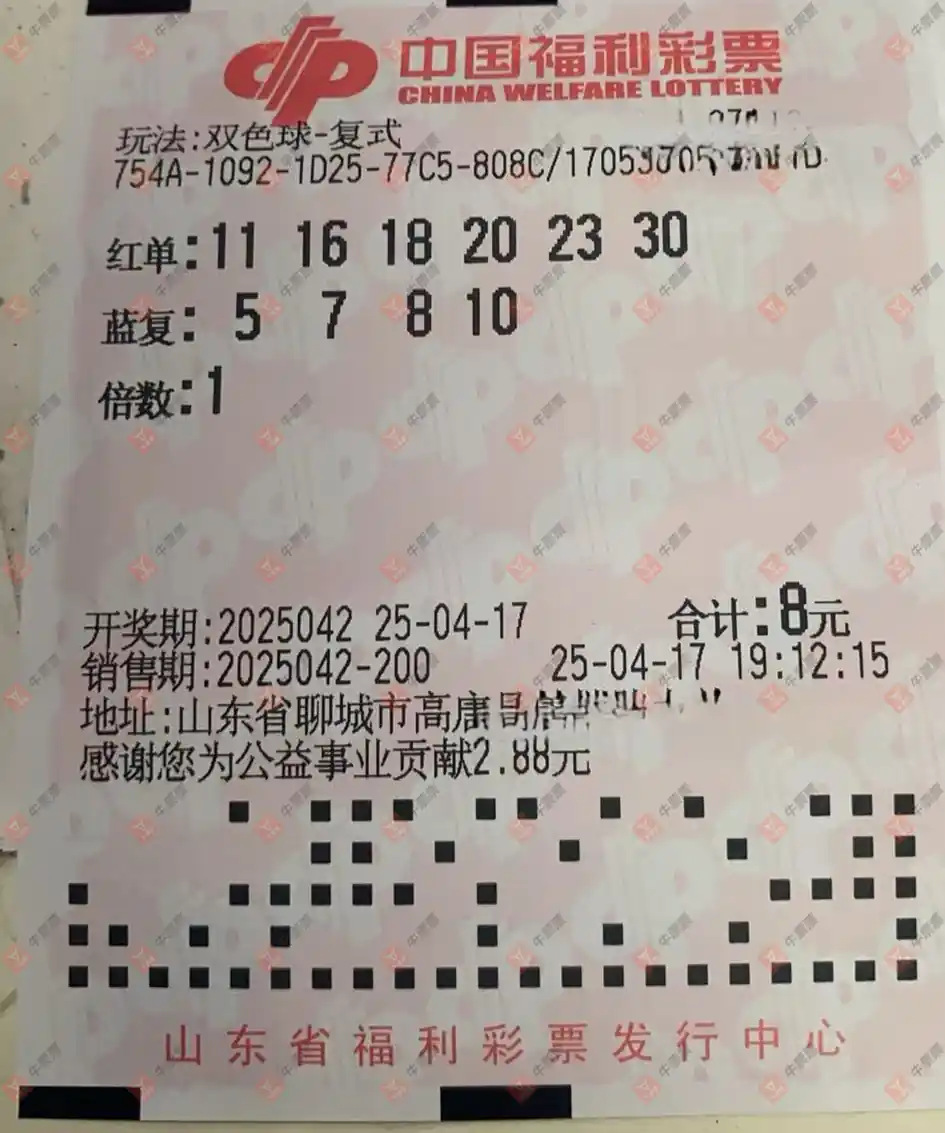 中国福利彩票
CHINA WELFARE LOTTERY
玩法:双色球-复式
754A-1092-1D25-77C5-808C/
红单:11 16 18 20 23 30
蓝复: 5 7 8 10
倍数:1
开奖期:2025042 25-04-17 合计:8元
销售期:2025042-200 25-04-17 19:12:15
地址:山东省聊城市高唐
感谢您为公益事业贡献2.88元
山东省福利彩票发行中心